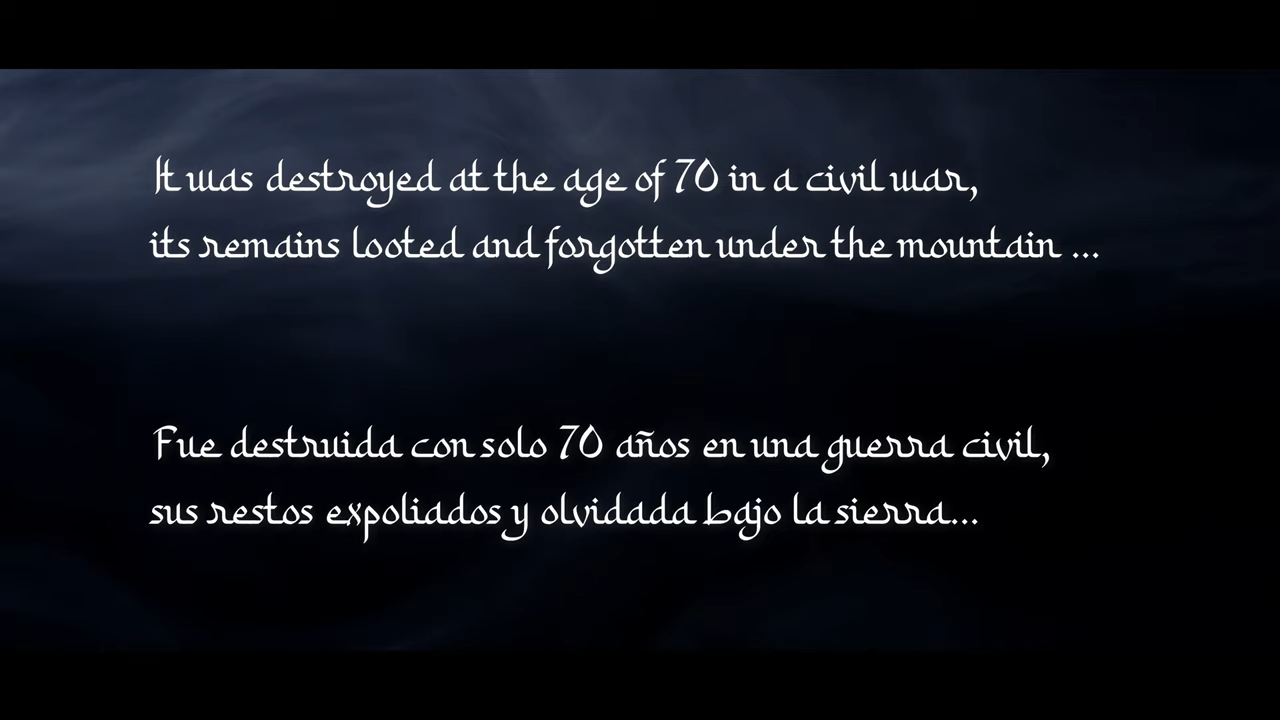 It was destroyed at the age of 70 in a civil war,
its remains looted and forgotten under the mountain ...
Fue destruida con solo 70 años en una guerra civil,
sus restos expoliados y olvidada bajo la sierra...